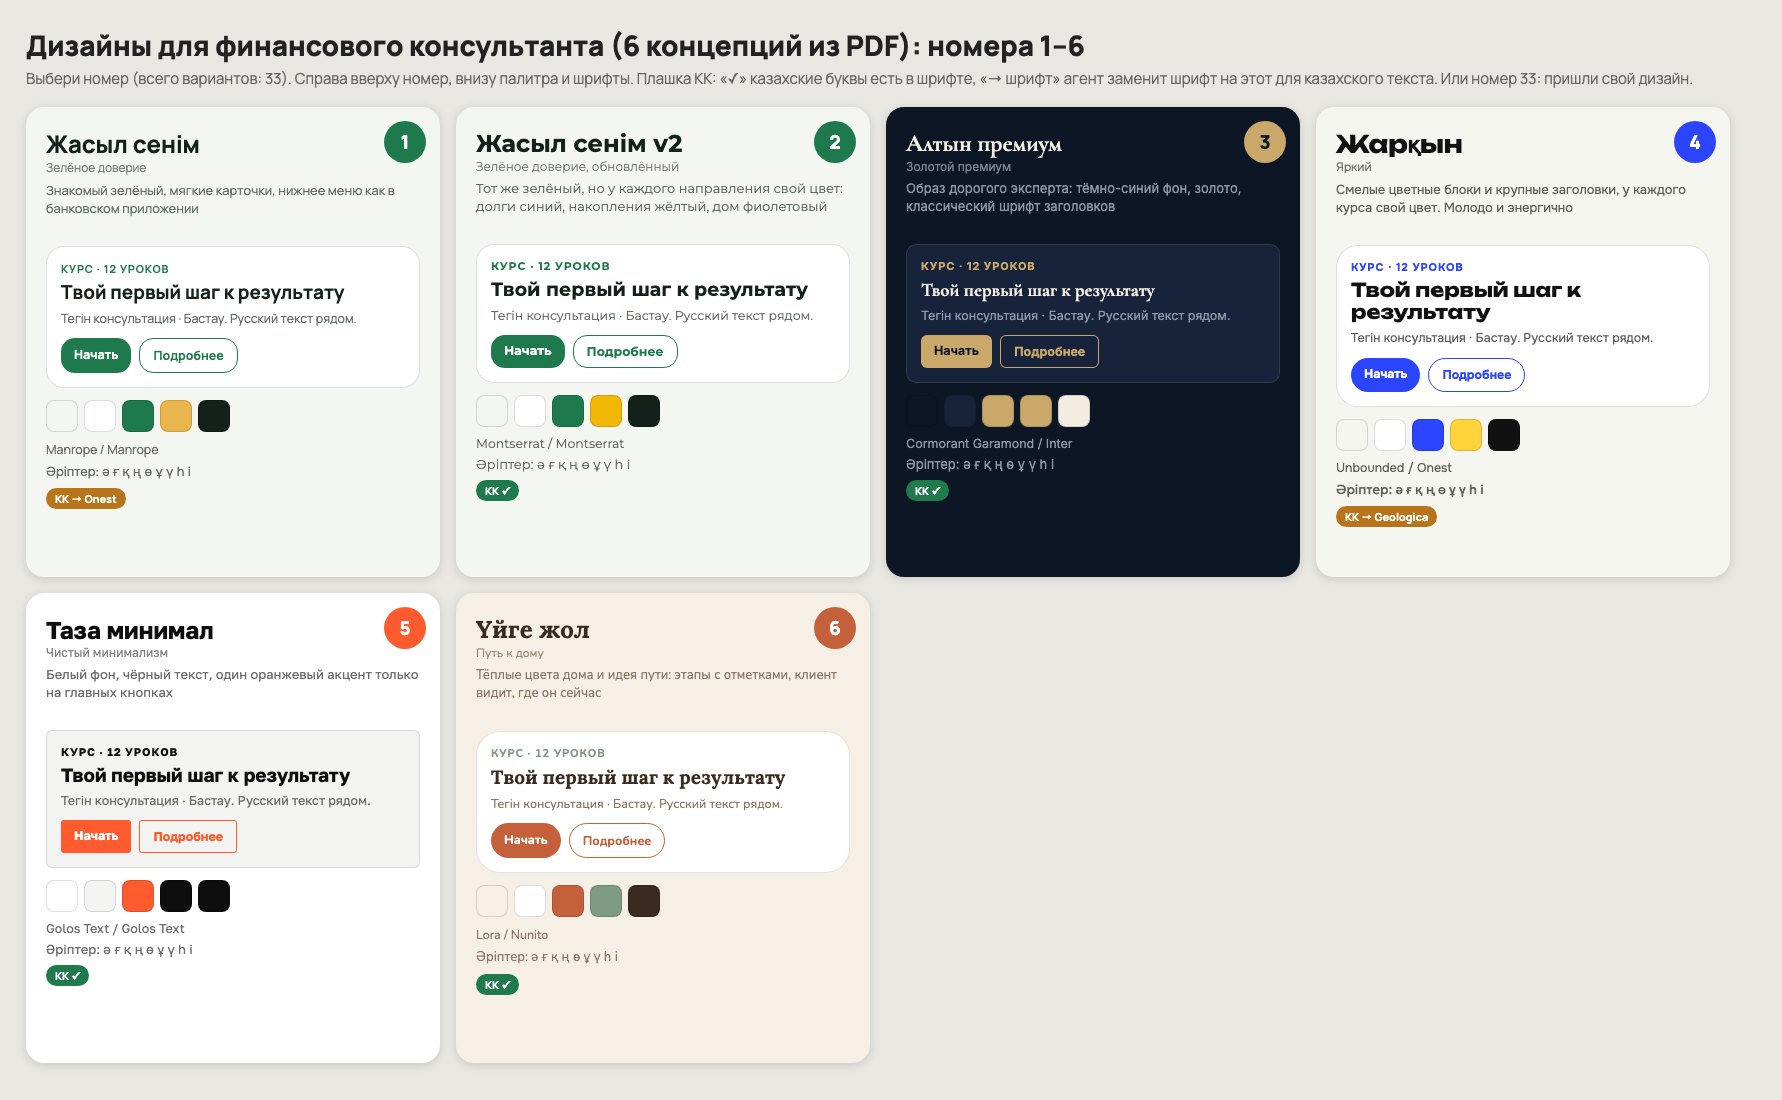 Дизайны для финансового консультанта (6 концепций из PDF): номера 1–6
Выбери номер (всего вариантов: 33). Справа вверху номер, внизу палитра и шрифты. Плашка КК: «✓» казахские буквы есть в шрифте, «→ шрифт» агент заменит шрифт на этот для казахского текста. Или номер 33: пришли свой дизайн.
Жасыл сенім
1
Зелёное доверие
Знакомый зелёный, мягкие карточки, нижнее меню как в
банковском приложении
КУРС · 12 УРОКОВ
Твой первый шаг к результату
Тегін консультация · Бастау. Русский текст рядом.
Начать
Подробнее
Manrope / Manrope
Әріптер: ә ғ қ ң ө ұ ү һ і
КК → Onest
Жасыл сенім v2
2
Зелёное доверие, обновлённый
Тот же зелёный, но у каждого направления свой цвет:
долги синий, накопления жёлтый, дом фиолетовый
КУРС · 12 УРОКОВ
Твой первый шаг к результату
Тегін консультация · Бастау. Русский текст рядом.
Начать
Подробнее
Montserrat / Montserrat
Әріптер: ә ғ қ ң ө ұ ү һ і
КК ✓
Алтын премиум
3
Золотой премиум
Образ дорогого эксперта: тёмно-синий фон, золото,
классический шрифт заголовков
КУРС · 12 УРОКОВ
Твой первый шаг к результату
Тегін консультация · Бастау. Русский текст рядом.
Начать
Подробнее
Cormorant Garamond / Inter
Әріптер: ә ғ қ ң ө ұ ү һ і
КК ✓
Жарқын
4
Яркий
Смелые цветные блоки и крупные заголовки, у каждого
курса свой цвет. Молодо и энергично
КУРС · 12 УРОКОВ
Твой первый шаг к
результату
Тегін консультация · Бастау. Русский текст рядом.
Начать
Подробнее
Unbounded / Onest
Әріптер: ә ғ қ ң ө ұ ү һ і
КК → Geologica
Таза минимал
5
Чистый минимализм
Белый фон, чёрный текст, один оранжевый акцент только
на главных кнопках
КУРС · 12 УРОКОВ
Твой первый шаг к результату
Тегін консультация · Бастау. Русский текст рядом.
Начать
Подробнее
Golos Text / Golos Text
Әріптер: ә ғ қ ң ө ұ ү һ і
КК ✓
Үйге жол
6
Путь к дому
Тёплые цвета дома и идея пути: этапы с отметками, клиент
видит, где он сейчас
КУРС · 12 УРОКОВ
Твой первый шаг к результату
Тегін консультация · Бастау. Русский текст рядом.
Начать
Подробнее
Lora / Nunito
Әріптер: ә ғ қ ң ө ұ ү һ і
КК ✓